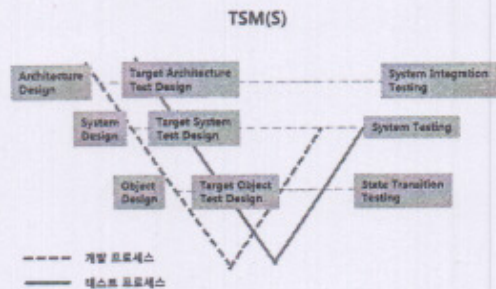 TSM(S)
Architecture
Design
Target Architecture
Test Design
System Integration
Testing
System
Design
Target System
Test Design
System Testing
Object
Design
Target Object
Test Design
State Transition
Testing
개발 프로세스
테스트 프로세스